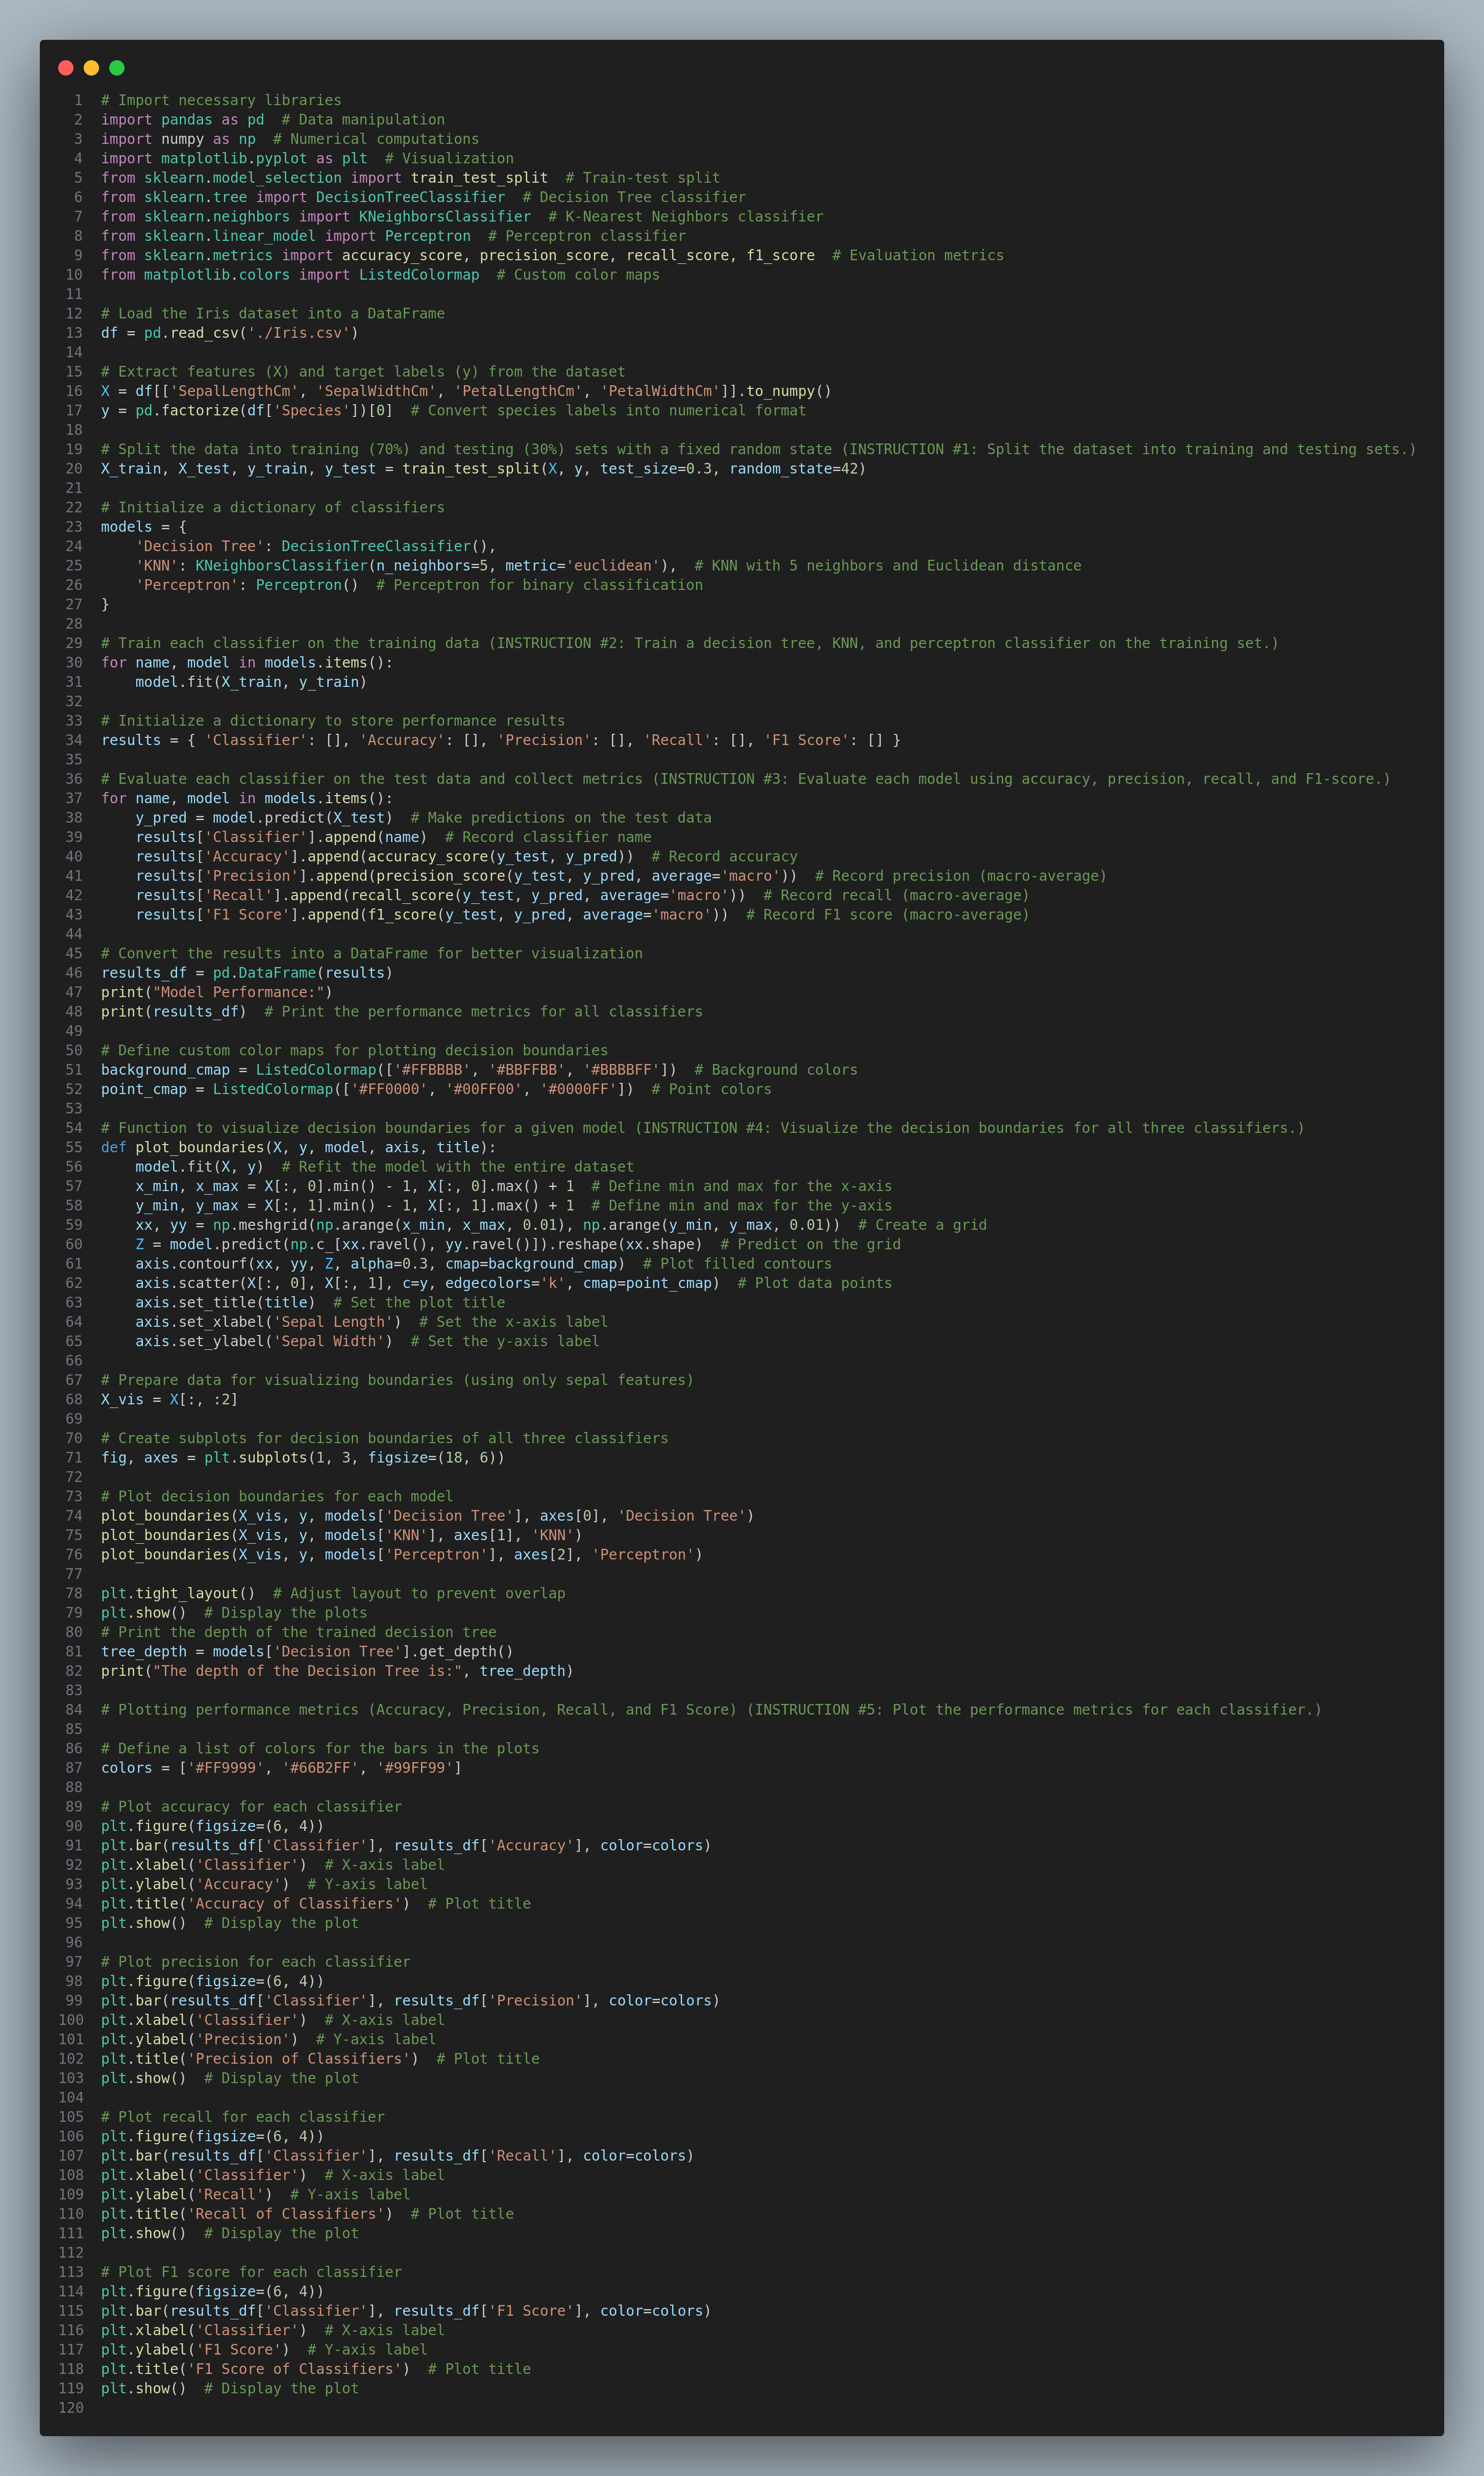 1 # Import necessary libraries
2 import pandas as pd  # Data manipulation
3 import numpy as np  # Numerical computations
4 import matplotlib.pyplot as plt  # Visualization
5 from sklearn.model_selection import train_test_split  # Train-test split
6 from sklearn.tree import DecisionTreeClassifier  # Decision Tree classifier
7 from sklearn.neighbors import KNeighborsClassifier  # K-Nearest Neighbors classifier
8 from sklearn.linear_model import Perceptron  # Perceptron classifier
9 from sklearn.metrics import accuracy_score, precision_score, recall_score, f1_score  # Evaluation metrics
10 from matplotlib.colors import ListedColormap  # Custom color maps
11
12 # Load the Iris dataset into a DataFrame
13 df = pd.read_csv('./Iris.csv')
14
15 # Extract features (X) and target labels (y) from the dataset
16 X = df[['SepalLengthCm', 'SepalWidthCm', 'PetalLengthCm', 'PetalWidthCm']].to_numpy()
17 y = pd.factorize(df['Species'])[0]  # Convert species labels into numerical format
18
19 # Split the data into training (70%) and testing (30%) sets with a fixed random state (INSTRUCTION #1: Split the dataset into training and testing sets.)
20 X_train, X_test, y_train, y_test = train_test_split(X, y, test_size=0.3, random_state=42)
21
22 # Initialize a dictionary of classifiers
23 models = {
24     'Decision Tree': DecisionTreeClassifier(),
25     'KNN': KNeighborsClassifier(n_neighbors=5, metric='euclidean'),  # KNN with 5 neighbors and Euclidean distance
26     'Perceptron': Perceptron()  # Perceptron for binary classification
27 }
28
29 # Train each classifier on the training data (INSTRUCTION #2: Train a decision tree, KNN, and perceptron classifier on the training set.)
30 for name, model in models.items():
31     model.fit(X_train, y_train)
32
33 # Initialize a dictionary to store performance results
34 results = { 'Classifier': [], 'Accuracy': [], 'Precision': [], 'Recall': [], 'F1 Score': [] }
35
36 # Evaluate each classifier on the test data and collect metrics (INSTRUCTION #3: Evaluate each model using accuracy, precision, recall, and F1-score.)
37 for name, model in models.items():
38     y_pred = model.predict(X_test)  # Make predictions on the test data
39     results['Classifier'].append(name)  # Record classifier name
40     results['Accuracy'].append(accuracy_score(y_test, y_pred))  # Record accuracy
41     results['Precision'].append(precision_score(y_test, y_pred, average='macro'))  # Record precision (macro-average)
42     results['Recall'].append(recall_score(y_test, y_pred, average='macro'))  # Record recall (macro-average)
43     results['F1 Score'].append(f1_score(y_test, y_pred, average='macro'))  # Record F1 score (macro-average)
44
45 # Convert the results into a DataFrame for better visualization
46 results_df = pd.DataFrame(results)
47 print("Model Performance:")
48 print(results_df)  # Print the performance metrics for all classifiers
49
50 # Define custom color maps for plotting decision boundaries
51 background_cmap = ListedColormap(['#FFBBBB', '#BBFFBB', '#BBBBFF'])  # Background colors
52 point_cmap = ListedColormap(['#FF0000', '#00FF00', '#0000FF'])  # Point colors
53
54 # Function to visualize decision boundaries for a given model (INSTRUCTION #4: Visualize the decision boundaries for all three classifiers.)
55 def plot_boundaries(X, y, model, axis, title):
56     model.fit(X, y)  # Refit the model with the entire dataset
57     x_min, x_max = X[:, 0].min() - 1, X[:, 0].max() + 1  # Define min and max for the x-axis
58     y_min, y_max = X[:, 1].min() - 1, X[:, 1].max() + 1  # Define min and max for the y-axis
59     xx, yy = np.meshgrid(np.arange(x_min, x_max, 0.01), np.arange(y_min, y_max, 0.01))  # Create a grid
60     Z = model.predict(np.c_[xx.ravel(), yy.ravel()]).reshape(xx.shape)  # Predict on the grid
61     axis.contourf(xx, yy, Z, alpha=0.3, cmap=background_cmap)  # Plot filled contours
62     axis.scatter(X[:, 0], X[:, 1], c=y, edgecolors='k', cmap=point_cmap)  # Plot data points
63     axis.set_title(title)  # Set the plot title
64     axis.set_xlabel('Sepal Length')  # Set the x-axis label
65     axis.set_ylabel('Sepal Width')  # Set the y-axis label
66
67 # Prepare data for visualizing boundaries (using only sepal features)
68 X_vis = X[:, :2]
69
70 # Create subplots for decision boundaries of all three classifiers
71 fig, axes = plt.subplots(1, 3, figsize=(18, 6))
72
73 # Plot decision boundaries for each model
74 plot_boundaries(X_vis, y, models['Decision Tree'], axes[0], 'Decision Tree')
75 plot_boundaries(X_vis, y, models['KNN'], axes[1], 'KNN')
76 plot_boundaries(X_vis, y, models['Perceptron'], axes[2], 'Perceptron')
77
78 plt.tight_layout()  # Adjust layout to prevent overlap
79 plt.show()  # Display the plots
80 # Print the depth of the trained decision tree
81 tree_depth = models['Decision Tree'].get_depth()
82 print("The depth of the Decision Tree is:", tree_depth)
83
84 # Plotting performance metrics (Accuracy, Precision, Recall, and F1 Score) (INSTRUCTION #5: Plot the performance metrics for each classifier.)
85
86 # Define a list of colors for the bars in the plots
87 colors = ['#FF9999', '#66B2FF', '#99FF99']
88
89 # Plot accuracy for each classifier
90 plt.figure(figsize=(6, 4))
91 plt.bar(results_df['Classifier'], results_df['Accuracy'], color=colors)
92 plt.xlabel('Classifier')  # X-axis label
93 plt.ylabel('Accuracy')  # Y-axis label
94 plt.title('Accuracy of Classifiers')  # Plot title
95 plt.show()  # Display the plot
96
97 # Plot precision for each classifier
98 plt.figure(figsize=(6, 4))
99 plt.bar(results_df['Classifier'], results_df['Precision'], color=colors)
100 plt.xlabel('Classifier')  # X-axis label
101 plt.ylabel('Precision')  # Y-axis label
102 plt.title('Precision of Classifiers')  # Plot title
103 plt.show()  # Display the plot
104
105 # Plot recall for each classifier
106 plt.figure(figsize=(6, 4))
107 plt.bar(results_df['Classifier'], results_df['Recall'], color=colors)
108 plt.xlabel('Classifier')  # X-axis label
109 plt.ylabel('Recall')  # Y-axis label
110 plt.title('Recall of Classifiers')  # Plot title
111 plt.show()  # Display the plot
112
113 # Plot F1 score for each classifier
114 plt.figure(figsize=(6, 4))
115 plt.bar(results_df['Classifier'], results_df['F1 Score'], color=colors)
116 plt.xlabel('Classifier')  # X-axis label
117 plt.ylabel('F1 Score')  # Y-axis label
118 plt.title('F1 Score of Classifiers')  # Plot title
119 plt.show()  # Display the plot
120